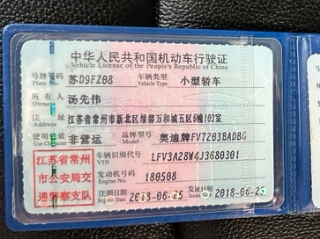 中华人民共和国机动车行驶证
Vehicle License of the People's Republic of China
号牌号码 苏D9FZ08 车辆类型 小型轿车
Plate No. Vehicle Type
所有人 汤先伟
Owner
住址 江苏省常州市新北区
Address
使用性质 非营运 品牌型号 奥迪牌FV7203BADBG
Use Character Model
江苏省常州
市公安局交
通警察支队
车辆识别代号 LFV3A28W4J3680301
VIN
发动机号码 180508
Engine No.
注册日期 2018-06-25 发证日期 2018-06-25
Register Date Issue Date